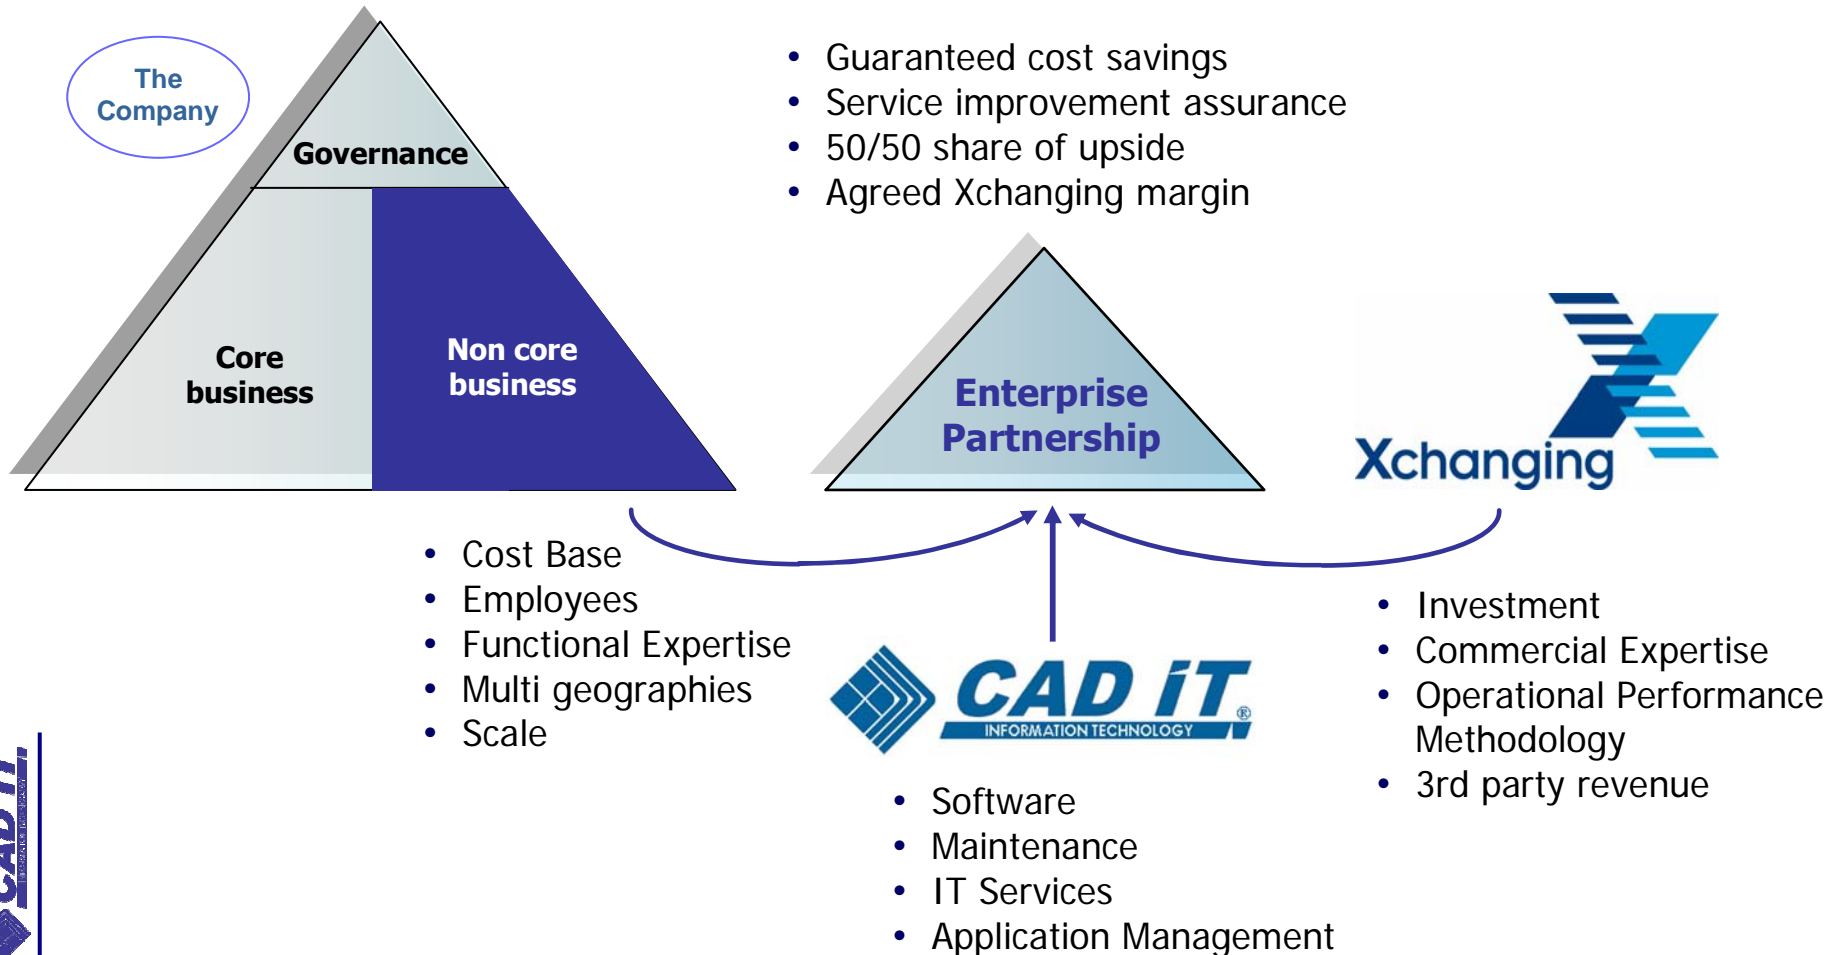 The
Company
Governance
Core
business
Non core
business
• Guaranteed cost savings
• Service improvement assurance
• 50/50 share of upside
• Agreed Xchanging margin
Enterprise
Partnership
Xchanging
• Cost Base
• Employees
• Functional Expertise
• Multi geographies
• Scale
CAD iT®
INFORMATION TECHNOLOGY
• Software
• Maintenance
• IT Services
• Application Management
• Investment
• Commercial Expertise
• Operational Performance
Methodology
• 3rd party revenue
CAD iT